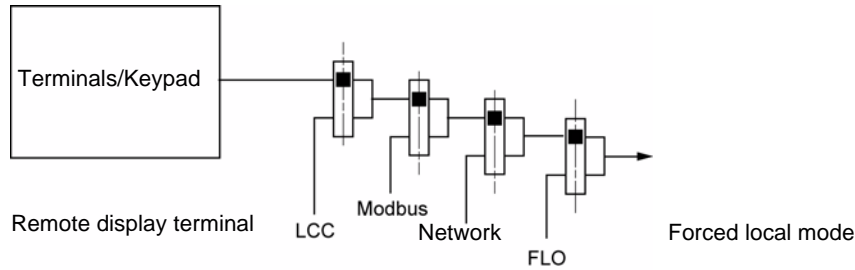 Terminals/Keypad
Remote display terminal
LCC
Modbus
Network
FLO
Forced local mode